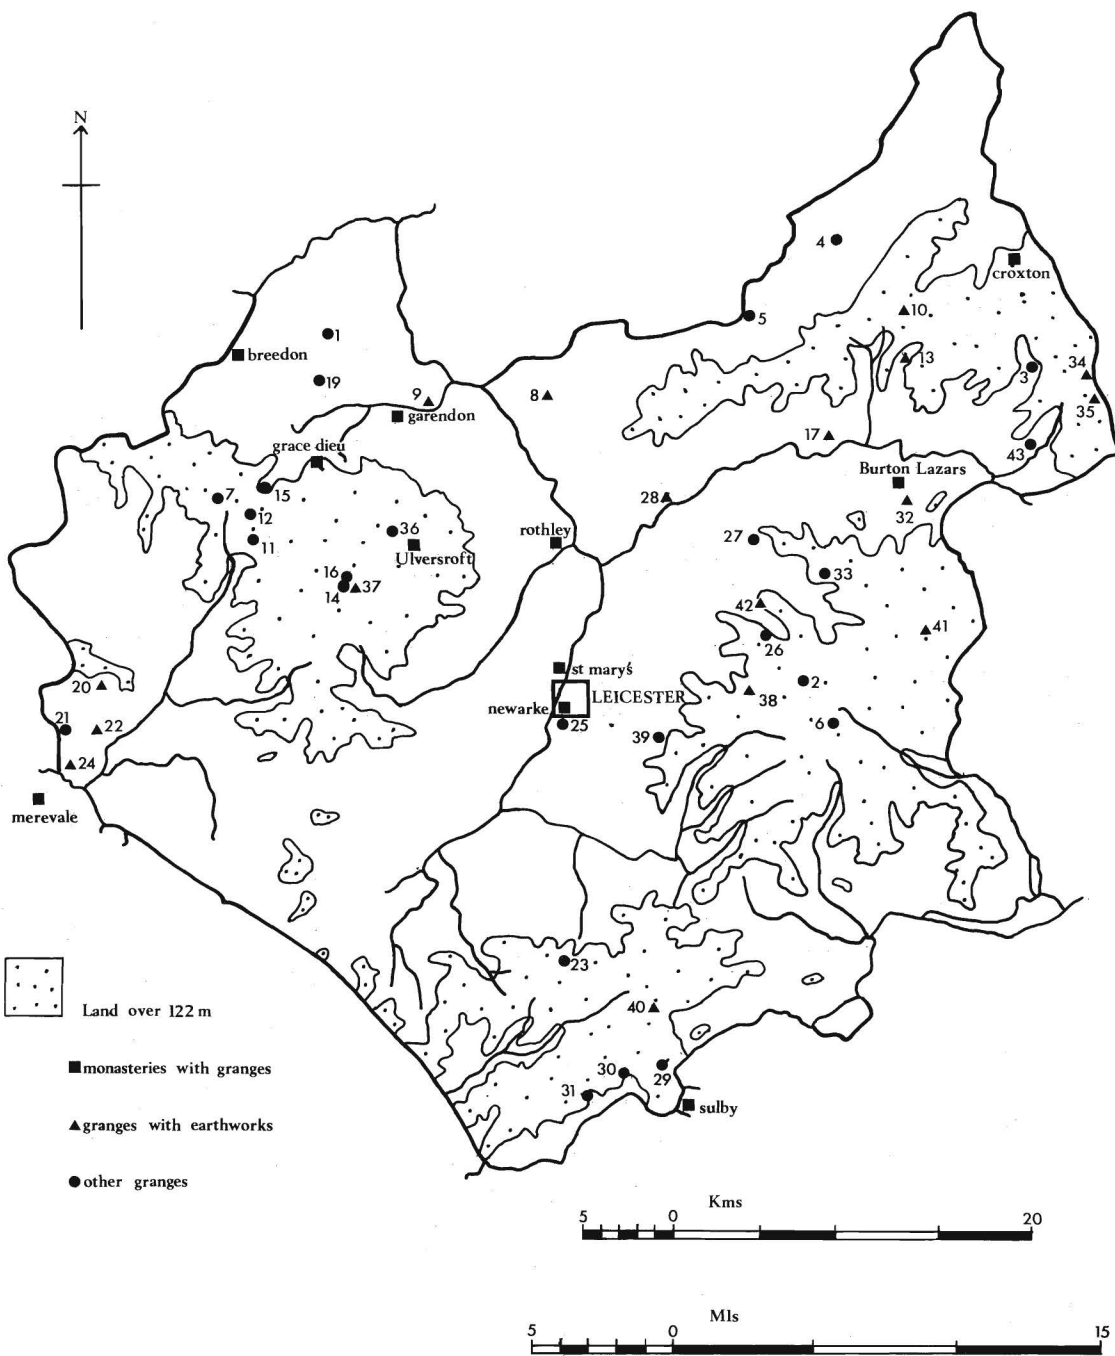 N
4
croxton
10
5
1
breedon
13
3
34
19
8
9
35
garendon
17
grace dieu
43
Burton Lazars
15
7
28
32
12
36
rothley
27
11
Ulversroft
16
33
14
37
42
41
26
st mary's
20
2
LEICESTER
38
newarke
21
22
25
39
6
24
merevale
23
40
Land over 122 m
monasteries with granges
30
29
31
sulby
granges with earthworks
other granges
Kms
5 0 20
Mls
5 0 15